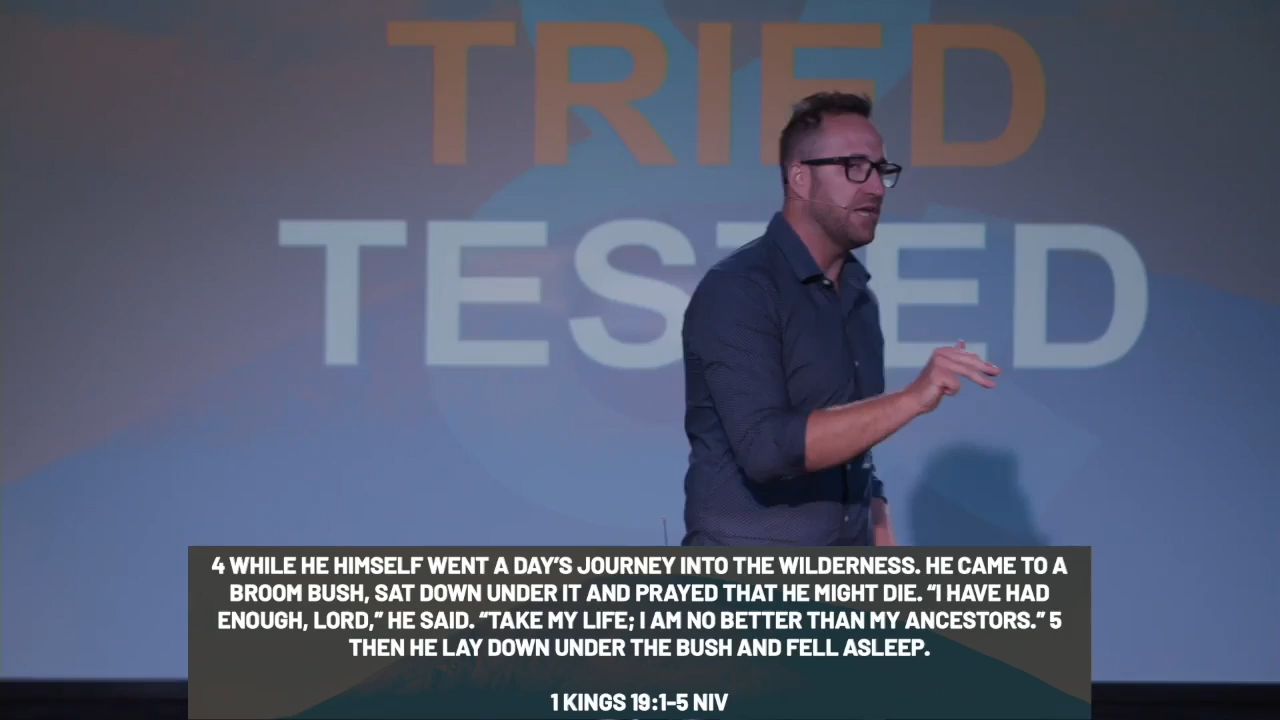 TRIED
TESTED
4 WHILE HE HIMSELF WENT A DAY’S JOURNEY INTO THE WILDERNESS. HE CAME TO A
BROOM BUSH, SAT DOWN UNDER IT AND PRAYED THAT HE MIGHT DIE. “I HAVE HAD
ENOUGH, LORD,” HE SAID. “TAKE MY LIFE; I AM NO BETTER THAN MY ANCESTORS.” 5
THEN HE LAY DOWN UNDER THE BUSH AND FELL ASLEEP.
1 KINGS 19:1-5 NIV